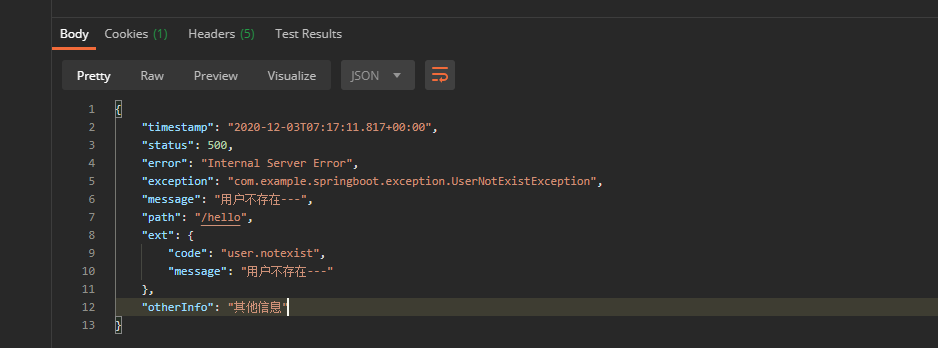 Body Cookies (1) Headers (5) Test Results
Pretty Raw Preview Visualize JSON
1 {
2 "timestamp": "2020-12-03T07:17:11.817+00:00",
3 "status": 500,
4 "error": "Internal Server Error",
5 "exception": "com.example.springboot.exception.UserNotExistException",
6 "message": "用户不存在---",
7 "path": "/hello",
8 "ext": {
9 "code": "user.notexist",
10 "message": "用户不存在---"
11 },
12 "otherInfo": "其他信息"
13 }